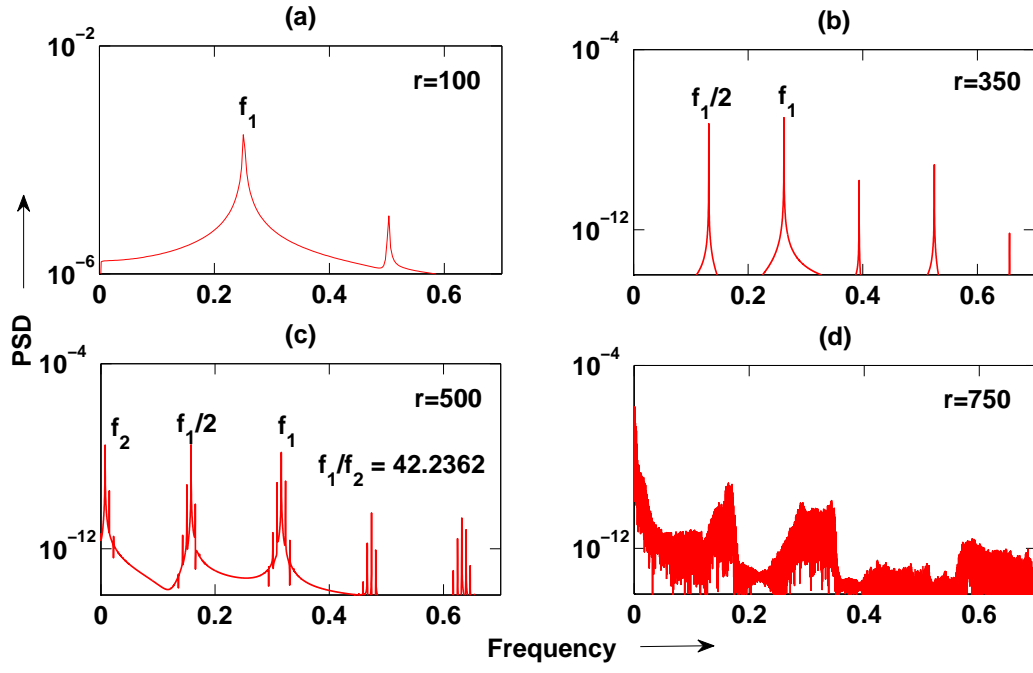 (a)
10^-2
r=100
f_1
10^-6
0 0.2 0.4 0.6
(b)
10^-4
r=350
f_1/2
f_1
10^-12
0 0.2 0.4 0.6
PSD
(c)
10^-4
r=500
f_2
f_1/2
f_1
f_1/f_2 = 42.2362
10^-12
0 0.2 0.4 0.6
(d)
10^-4
r=750
10^-12
0 0.2 0.4 0.6
Frequency